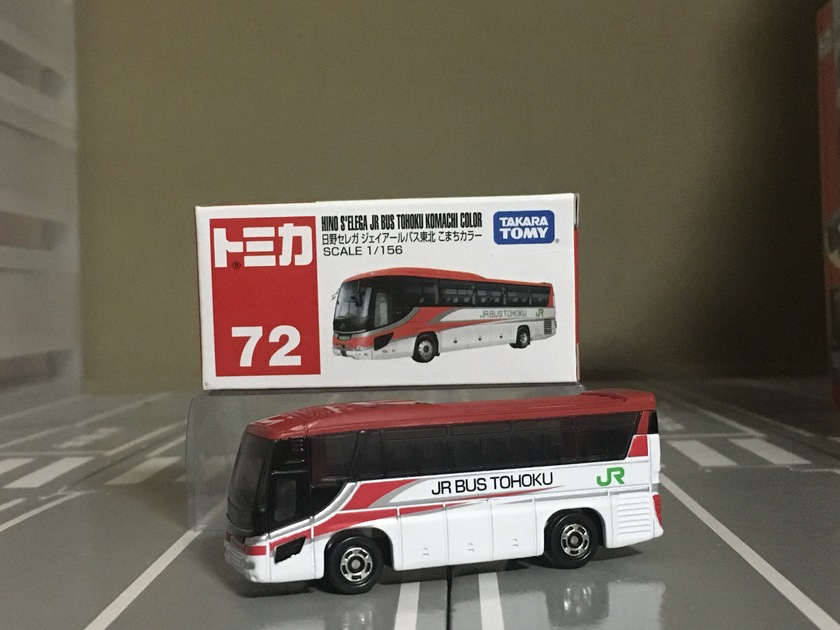 トミカ
®
72
HINO S'ELEGA JR BUS TOHOKU KOMACHI COLOR
日野セレガ ジェイアールバス東北 こまちカラー
SCALE 1/156
TAKARA
TOMY
JR BUS TOHOKU
JR
JR BUS TOHOKU
JR